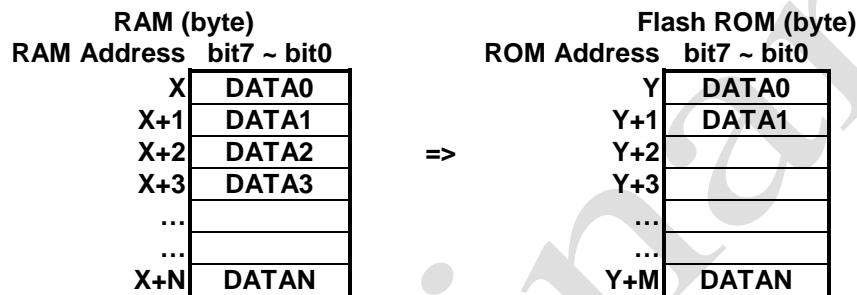 RAM (byte) Flash ROM (byte)
RAM Address bit7 ~ bit0 ROM Address bit7 ~ bit0
X DATA0 Y DATA0
X+1 DATA1 Y+1 DATA1
X+2 DATA2 => Y+2
X+3 DATA3 Y+3
… …
… …
X+N DATAN Y+M DATAN